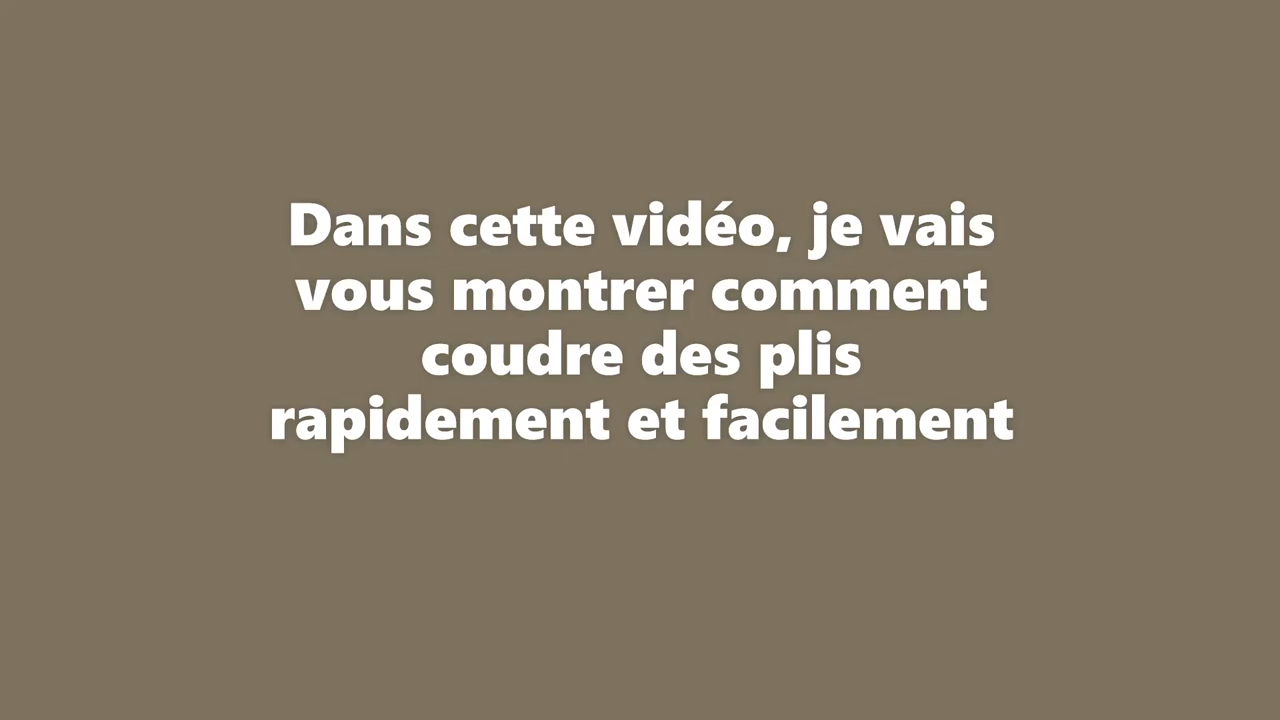 Dans cette vidéo, je vais
vous montrer comment
coudre des plis
rapidement et facilement